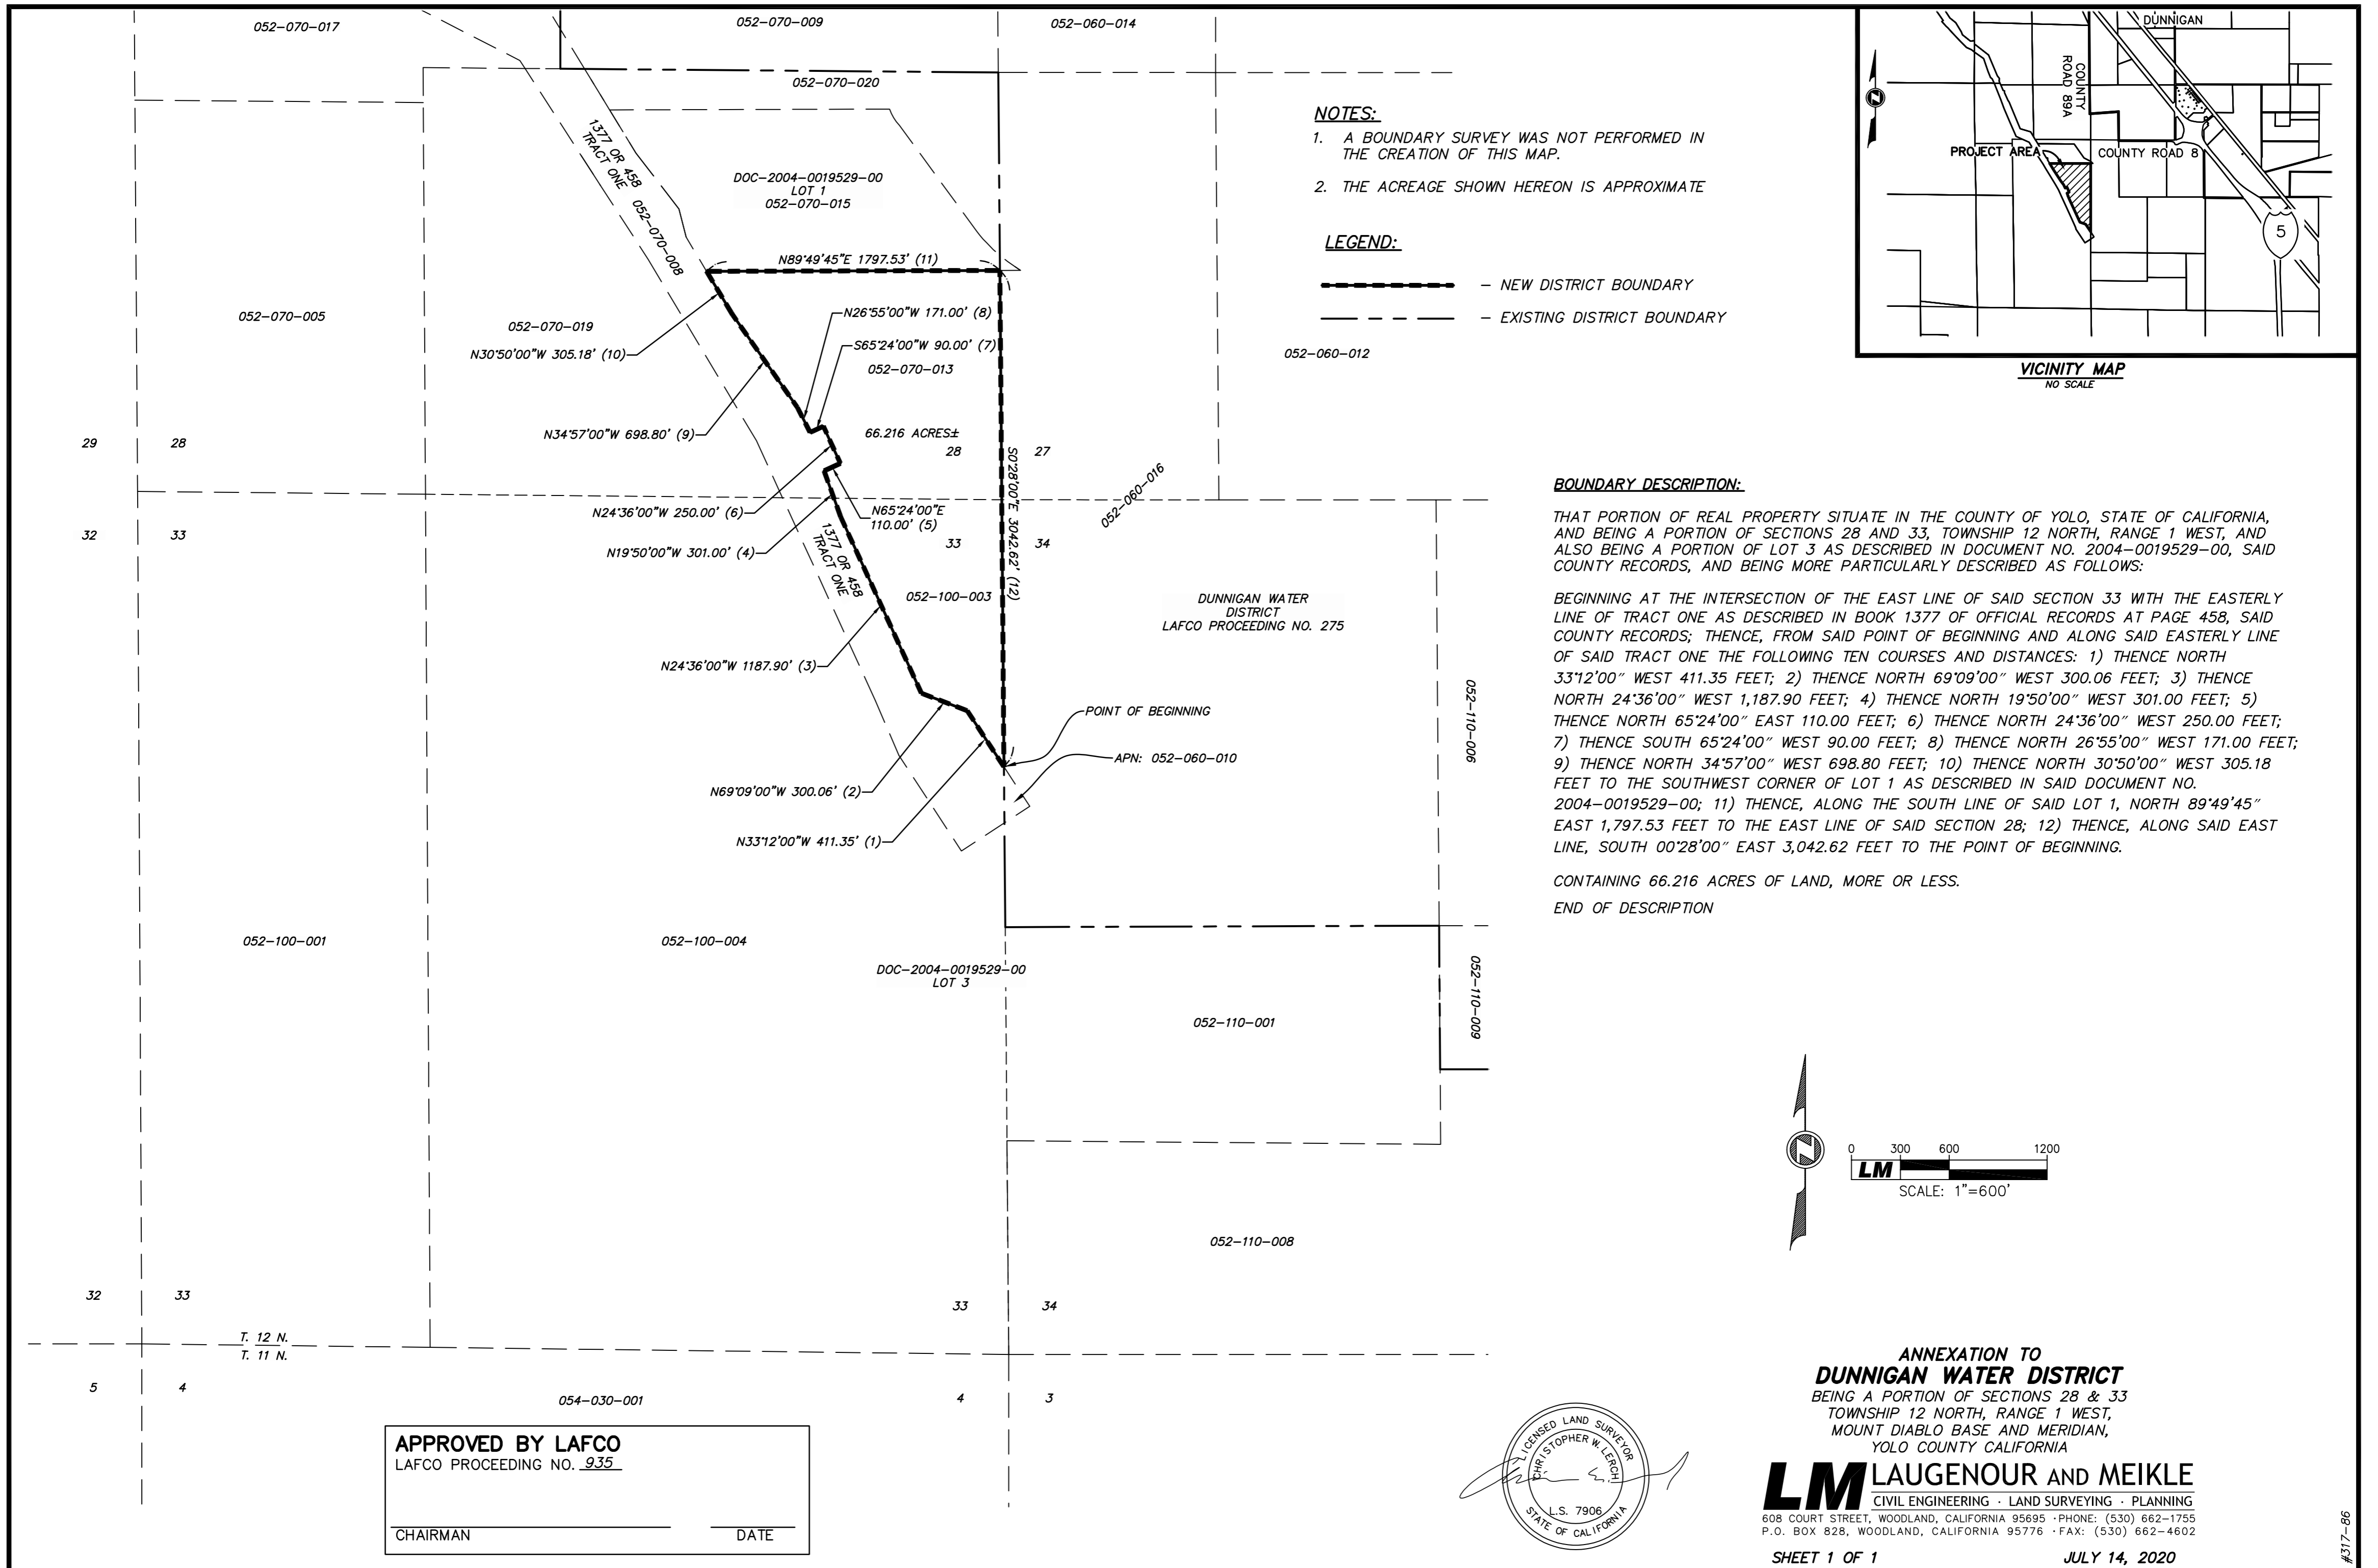 052-070-017
052-070-009
052-060-014
052-070-020
1377 OR 458
TRACT ONE
052-070-008
DOC-2004-0019529-00
LOT 1
052-070-015
N89°49'45"E 1797.53' (11)
052-070-005
052-070-019
N30°50'00"W 305.18' (10)
N26°55'00"W 171.00' (8)
S65°24'00"W 90.00' (7)
052-070-013
052-060-012
N34°57'00"W 698.80' (9)
66.216 ACRES±
29
28
28
27
S0°28'00"E 3042.62' (12)
052-060-016
N24°36'00"W 250.00' (6)
N65°24'00"E
110.00' (5)
32
33
N19°50'00"W 301.00' (4)
1377 OR 458
TRACT ONE
33
34
052-100-003
DUNNIGAN WATER
DISTRICT
LAFCO PROCEEDING NO. 275
N24°36'00"W 1187.90' (3)
052-110-006
POINT OF BEGINNING
APN: 052-060-010
N69°09'00"W 300.06' (2)
N33°12'00"W 411.35' (1)
052-100-001
052-100-004
DOC-2004-0019529-00
LOT 3
052-110-009
052-110-001
052-110-008
32
33
33
34
T. 12 N.
T. 11 N.
5
4
054-030-001
4
3
NOTES:
1. A BOUNDARY SURVEY WAS NOT PERFORMED IN
THE CREATION OF THIS MAP.
2. THE ACREAGE SHOWN HEREON IS APPROXIMATE
LEGEND:
- NEW DISTRICT BOUNDARY
- EXISTING DISTRICT BOUNDARY
DUNNIGAN
COUNTY
ROAD 89A
PROJECT AREA
COUNTY ROAD 8
5
N
VICINITY MAP
NO SCALE
BOUNDARY DESCRIPTION:
THAT PORTION OF REAL PROPERTY SITUATE IN THE COUNTY OF YOLO, STATE OF CALIFORNIA,
AND BEING A PORTION OF SECTIONS 28 AND 33, TOWNSHIP 12 NORTH, RANGE 1 WEST, AND
ALSO BEING A PORTION OF LOT 3 AS DESCRIBED IN DOCUMENT NO. 2004-0019529-00, SAID
COUNTY RECORDS, AND BEING MORE PARTICULARLY DESCRIBED AS FOLLOWS:
BEGINNING AT THE INTERSECTION OF THE EAST LINE OF SAID SECTION 33 WITH THE EASTERLY
LINE OF TRACT ONE AS DESCRIBED IN BOOK 1377 OF OFFICIAL RECORDS AT PAGE 458, SAID
COUNTY RECORDS; THENCE, FROM SAID POINT OF BEGINNING AND ALONG SAID EASTERLY LINE
OF SAID TRACT ONE THE FOLLOWING TEN COURSES AND DISTANCES: 1) THENCE NORTH
33°12'00" WEST 411.35 FEET; 2) THENCE NORTH 69°09'00" WEST 300.06 FEET; 3) THENCE
NORTH 24°36'00" WEST 1,187.90 FEET; 4) THENCE NORTH 19°50'00" WEST 301.00 FEET; 5)
THENCE NORTH 65°24'00" EAST 110.00 FEET; 6) THENCE NORTH 24°36'00" WEST 250.00 FEET;
7) THENCE SOUTH 65°24'00" WEST 90.00 FEET; 8) THENCE NORTH 26°55'00" WEST 171.00 FEET;
9) THENCE NORTH 34°57'00" WEST 698.80 FEET; 10) THENCE NORTH 30°50'00" WEST 305.18
FEET TO THE SOUTHWEST CORNER OF LOT 1 AS DESCRIBED IN SAID DOCUMENT NO.
2004-0019529-00; 11) THENCE, ALONG THE SOUTH LINE OF SAID LOT 1, NORTH 89°49'45"
EAST 1,797.53 FEET TO THE EAST LINE OF SAID SECTION 28; 12) THENCE, ALONG SAID EAST
LINE, SOUTH 00°28'00" EAST 3,042.62 FEET TO THE POINT OF BEGINNING.
CONTAINING 66.216 ACRES OF LAND, MORE OR LESS.
END OF DESCRIPTION
N
0 300 600 1200
LM
SCALE: 1"=600'
APPROVED BY LAFCO
LAFCO PROCEEDING NO. 935
CHAIRMAN
DATE
LICENSED LAND SURVEYOR
CHRISTOPHER W. LERCH
L.S. 7906
STATE OF CALIFORNIA
ANNEXATION TO
DUNNIGAN WATER DISTRICT
BEING A PORTION OF SECTIONS 28 & 33
TOWNSHIP 12 NORTH, RANGE 1 WEST,
MOUNT DIABLO BASE AND MERIDIAN,
YOLO COUNTY CALIFORNIA
LM LAUGENOUR AND MEIKLE
CIVIL ENGINEERING · LAND SURVEYING · PLANNING
608 COURT STREET, WOODLAND, CALIFORNIA 95695 · PHONE: (530) 662-1755
P.O. BOX 828, WOODLAND, CALIFORNIA 95776 · FAX: (530) 662-4602
SHEET 1 OF 1
JULY 14, 2020
#317-86